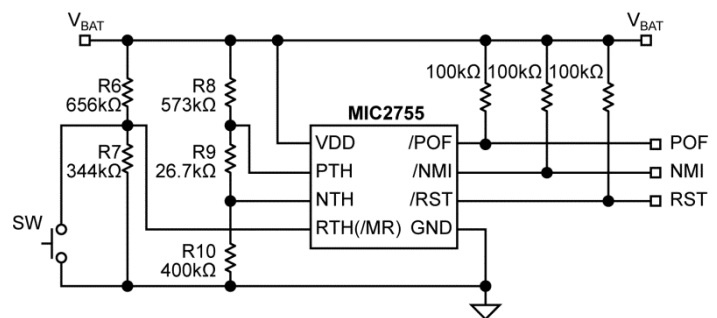 VBAT
VBAT
R6
656kΩ
R8
573kΩ
100kΩ 100kΩ 100kΩ
MIC2755
R7
344kΩ
R9
26.7kΩ
VDD
/POF
POF
PTH
/NMI
NMI
NTH
/RST
RST
RTH(/MR)
GND
SW
R10
400kΩ